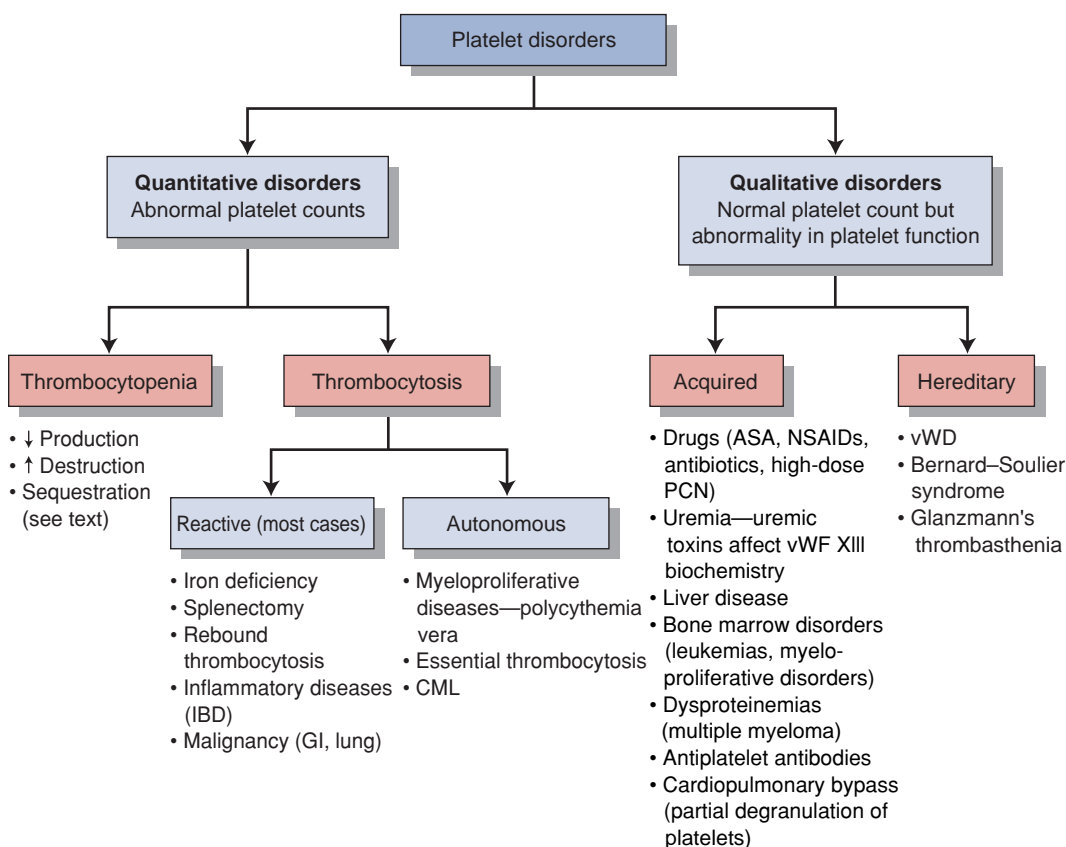 Platelet disorders
Quantitative disorders
Abnormal platelet counts
Qualitative disorders
Normal platelet count but
abnormality in platelet function
Thrombocytopenia
• ↓ Production
• ↑ Destruction
• Sequestration
(see text)
Thrombocytosis
Reactive (most cases)
• Iron deficiency
• Splenectomy
• Rebound
thrombocytosis
• Inflammatory diseases
(IBD)
• Malignancy (GI, lung)
Autonomous
• Myeloproliferative
diseases—polycythemia
vera
• Essential thrombocytosis
• CML
Acquired
• Drugs (ASA, NSAIDs,
antibiotics, high-dose
PCN)
• Uremia—uremic
toxins affect vWF XIII
biochemistry
• Liver disease
• Bone marrow disorders
(leukemias, myelo-
proliferative disorders)
• Dysproteinemias
(multiple myeloma)
• Antiplatelet antibodies
• Cardiopulmonary bypass
(partial degranulation of
platelets)
Hereditary
• vWD
• Bernard–Soulier
syndrome
• Glanzmann's
thrombasthenia